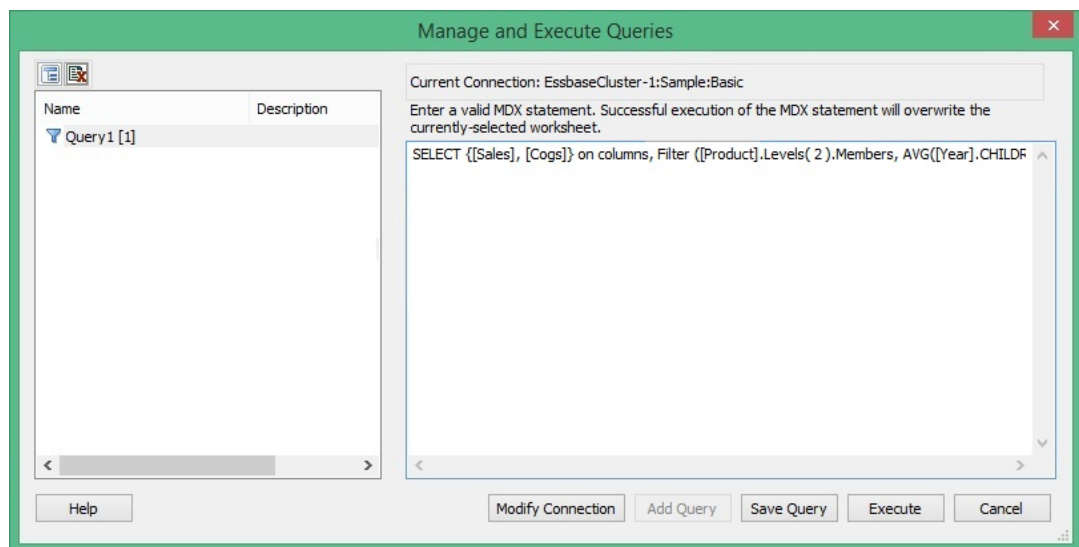 Manage and Execute Queries
Name Description
Query1 [1]
Current Connection: EssbaseCluster-1:Sample:Basic
Enter a valid MDX statement. Successful execution of the MDX statement will overwrite the
currently-selected worksheet.
SELECT {[Sales], [Cogs]} on columns, Filter ([Product].Levels( 2 ).Members, AVG([Year].CHILDR
Help Modify Connection Add Query Save Query Execute Cancel